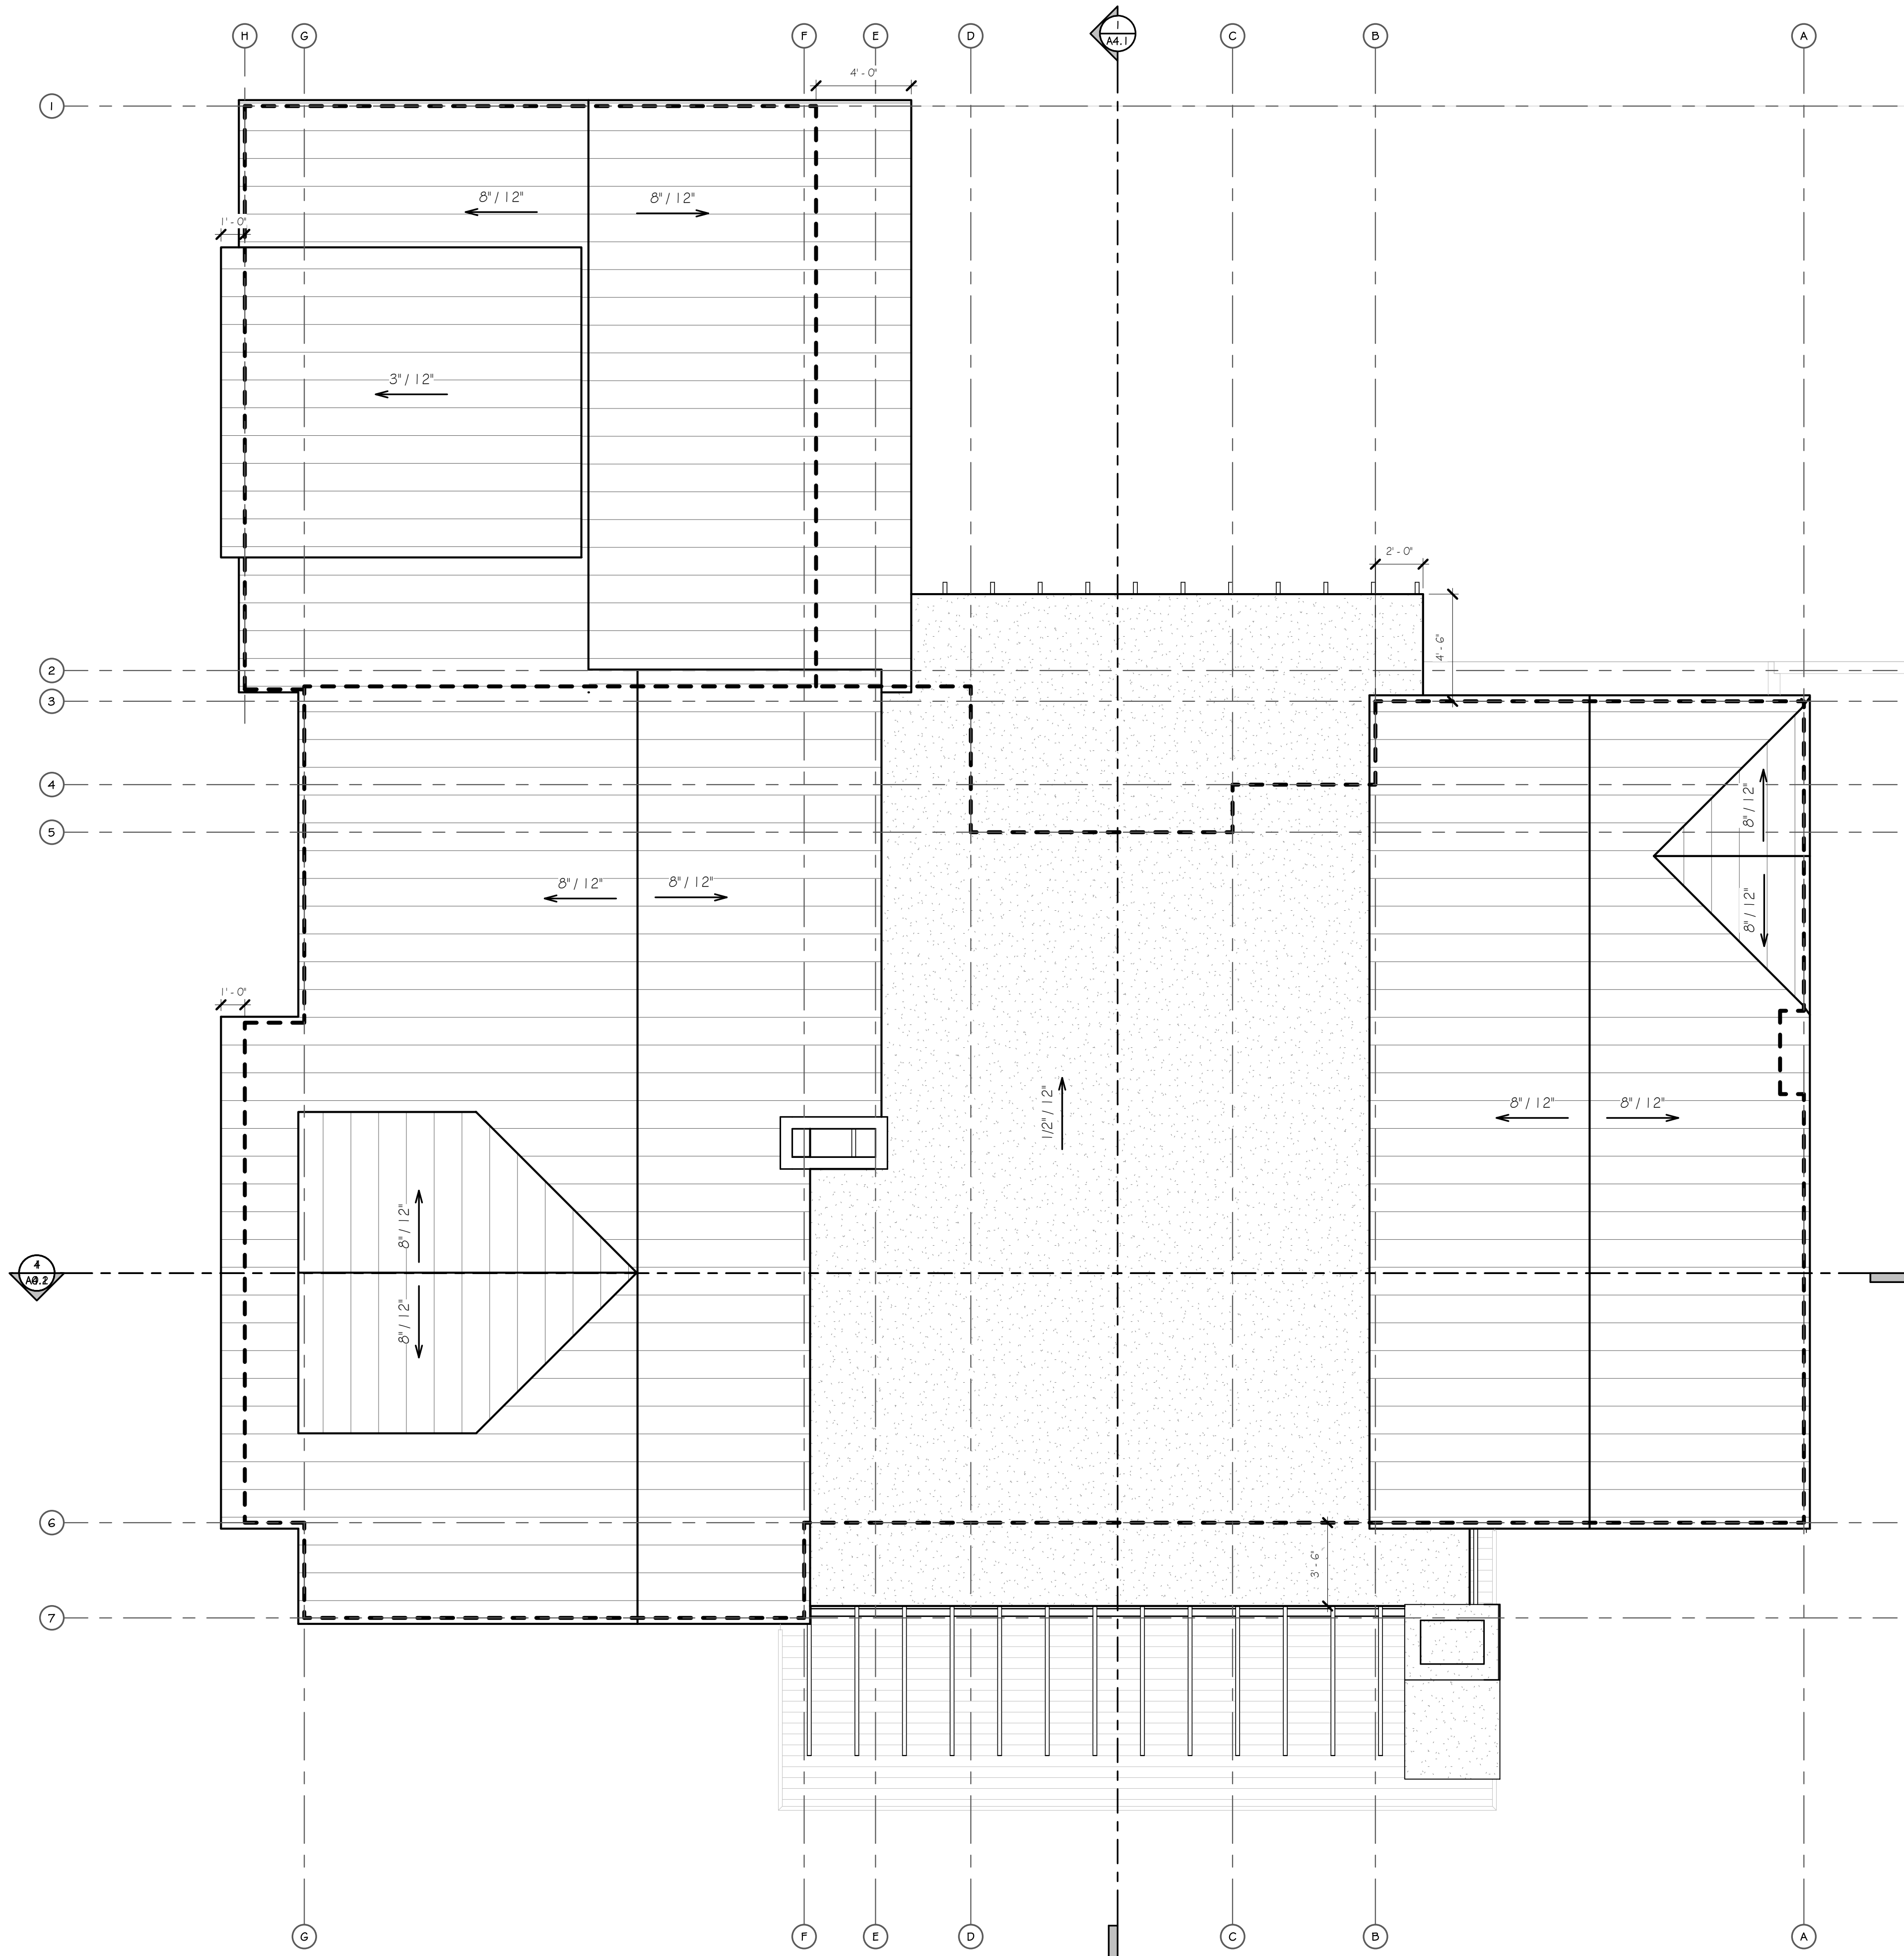 H G F E D C B A
1
A4.1
4' - 0"
1
8" / 12" 8" / 12"
1' - 0"
3" / 12"
2' - 0"
4' - 6"
2
3
4
8" / 12"
5
8" / 12" 8" / 12"
8" / 12"
1' - 0"
1/2" / 12"
8" / 12" 8" / 12"
8" / 12"
4
8" / 12"
6
3' - 6"
7
G F E D C B A